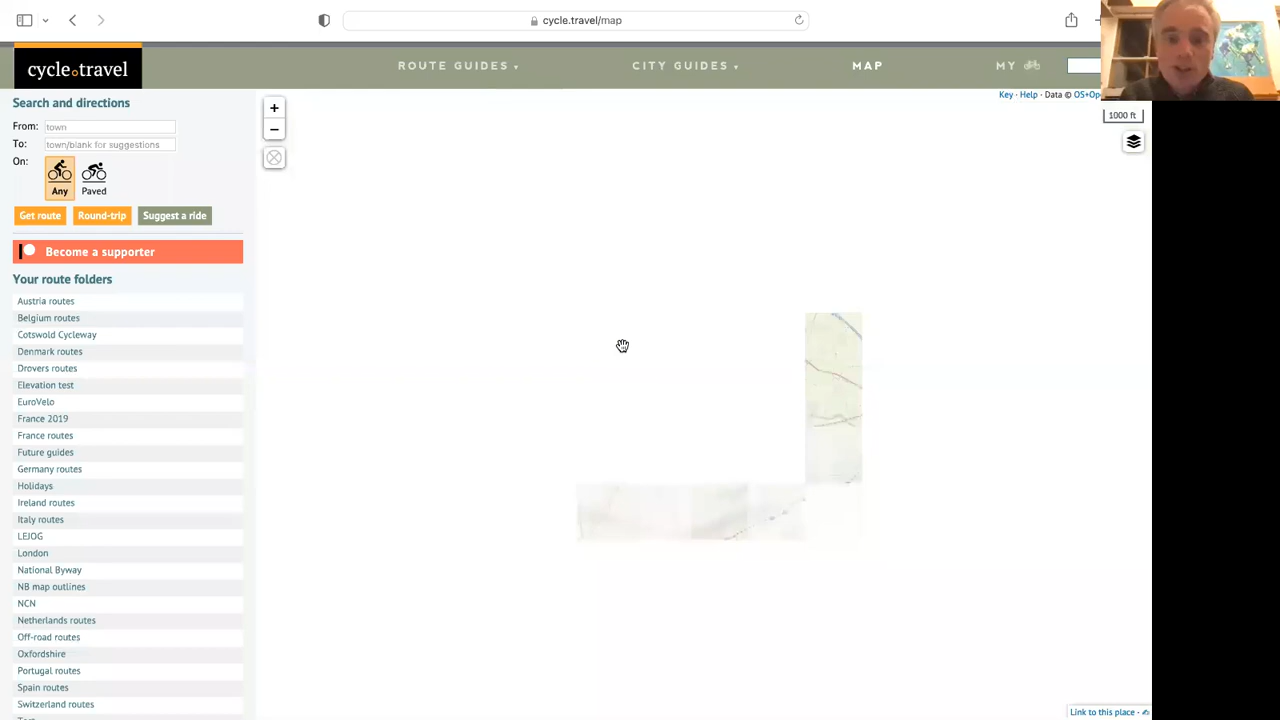 cycle.travel/map
cycle.travel
ROUTE GUIDES
CITY GUIDES
MAP
MY
Search and directions
From: town
To: town/blank for suggestions
On:
Any
Paved
Get route
Round-trip
Suggest a ride
Become a supporter
Your route folders
Austria routes
Belgium routes
Cotswold Cycleway
Denmark routes
Drovers routes
Elevation test
EuroVelo
France 2019
France routes
Future guides
Germany routes
Holidays
Ireland routes
Italy routes
LEJOG
London
National Byway
NB map outlines
NCN
Netherlands routes
Off-road routes
Oxfordshire
Portugal routes
Spain routes
Switzerland routes
+
−
Key · Help · Data © OS+Op
1000 ft
Link to this place ·